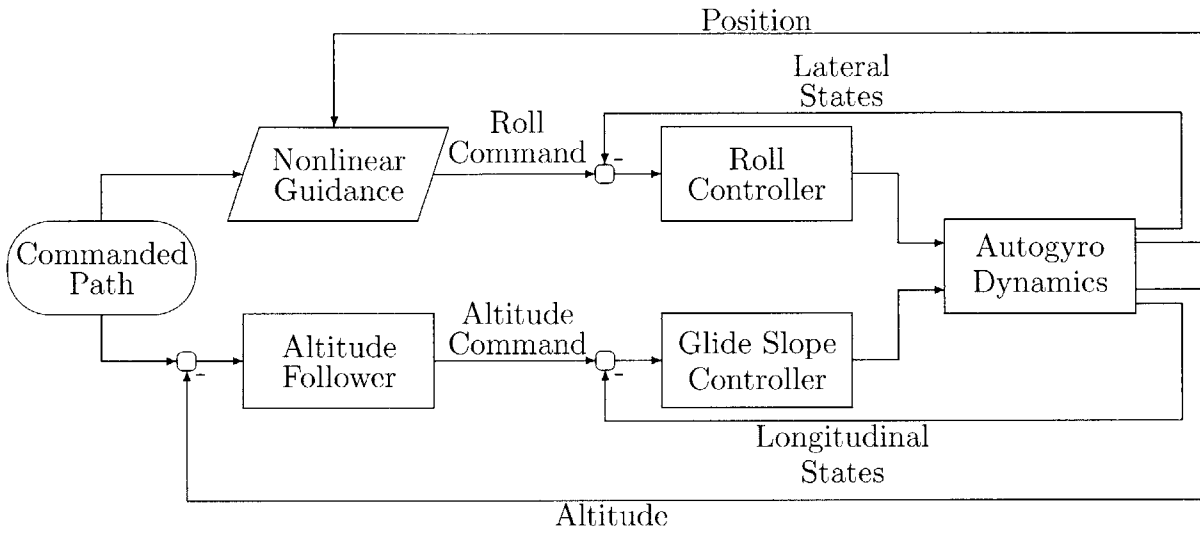 Position
Lateral
States
Roll
Command
-
Nonlinear
Guidance
Roll
Controller
Commanded
Path
Autogyro
Dynamics
Altitude
Command
Altitude
Follower
-
Glide Slope
Controller
-
Longitudinal
States
Altitude